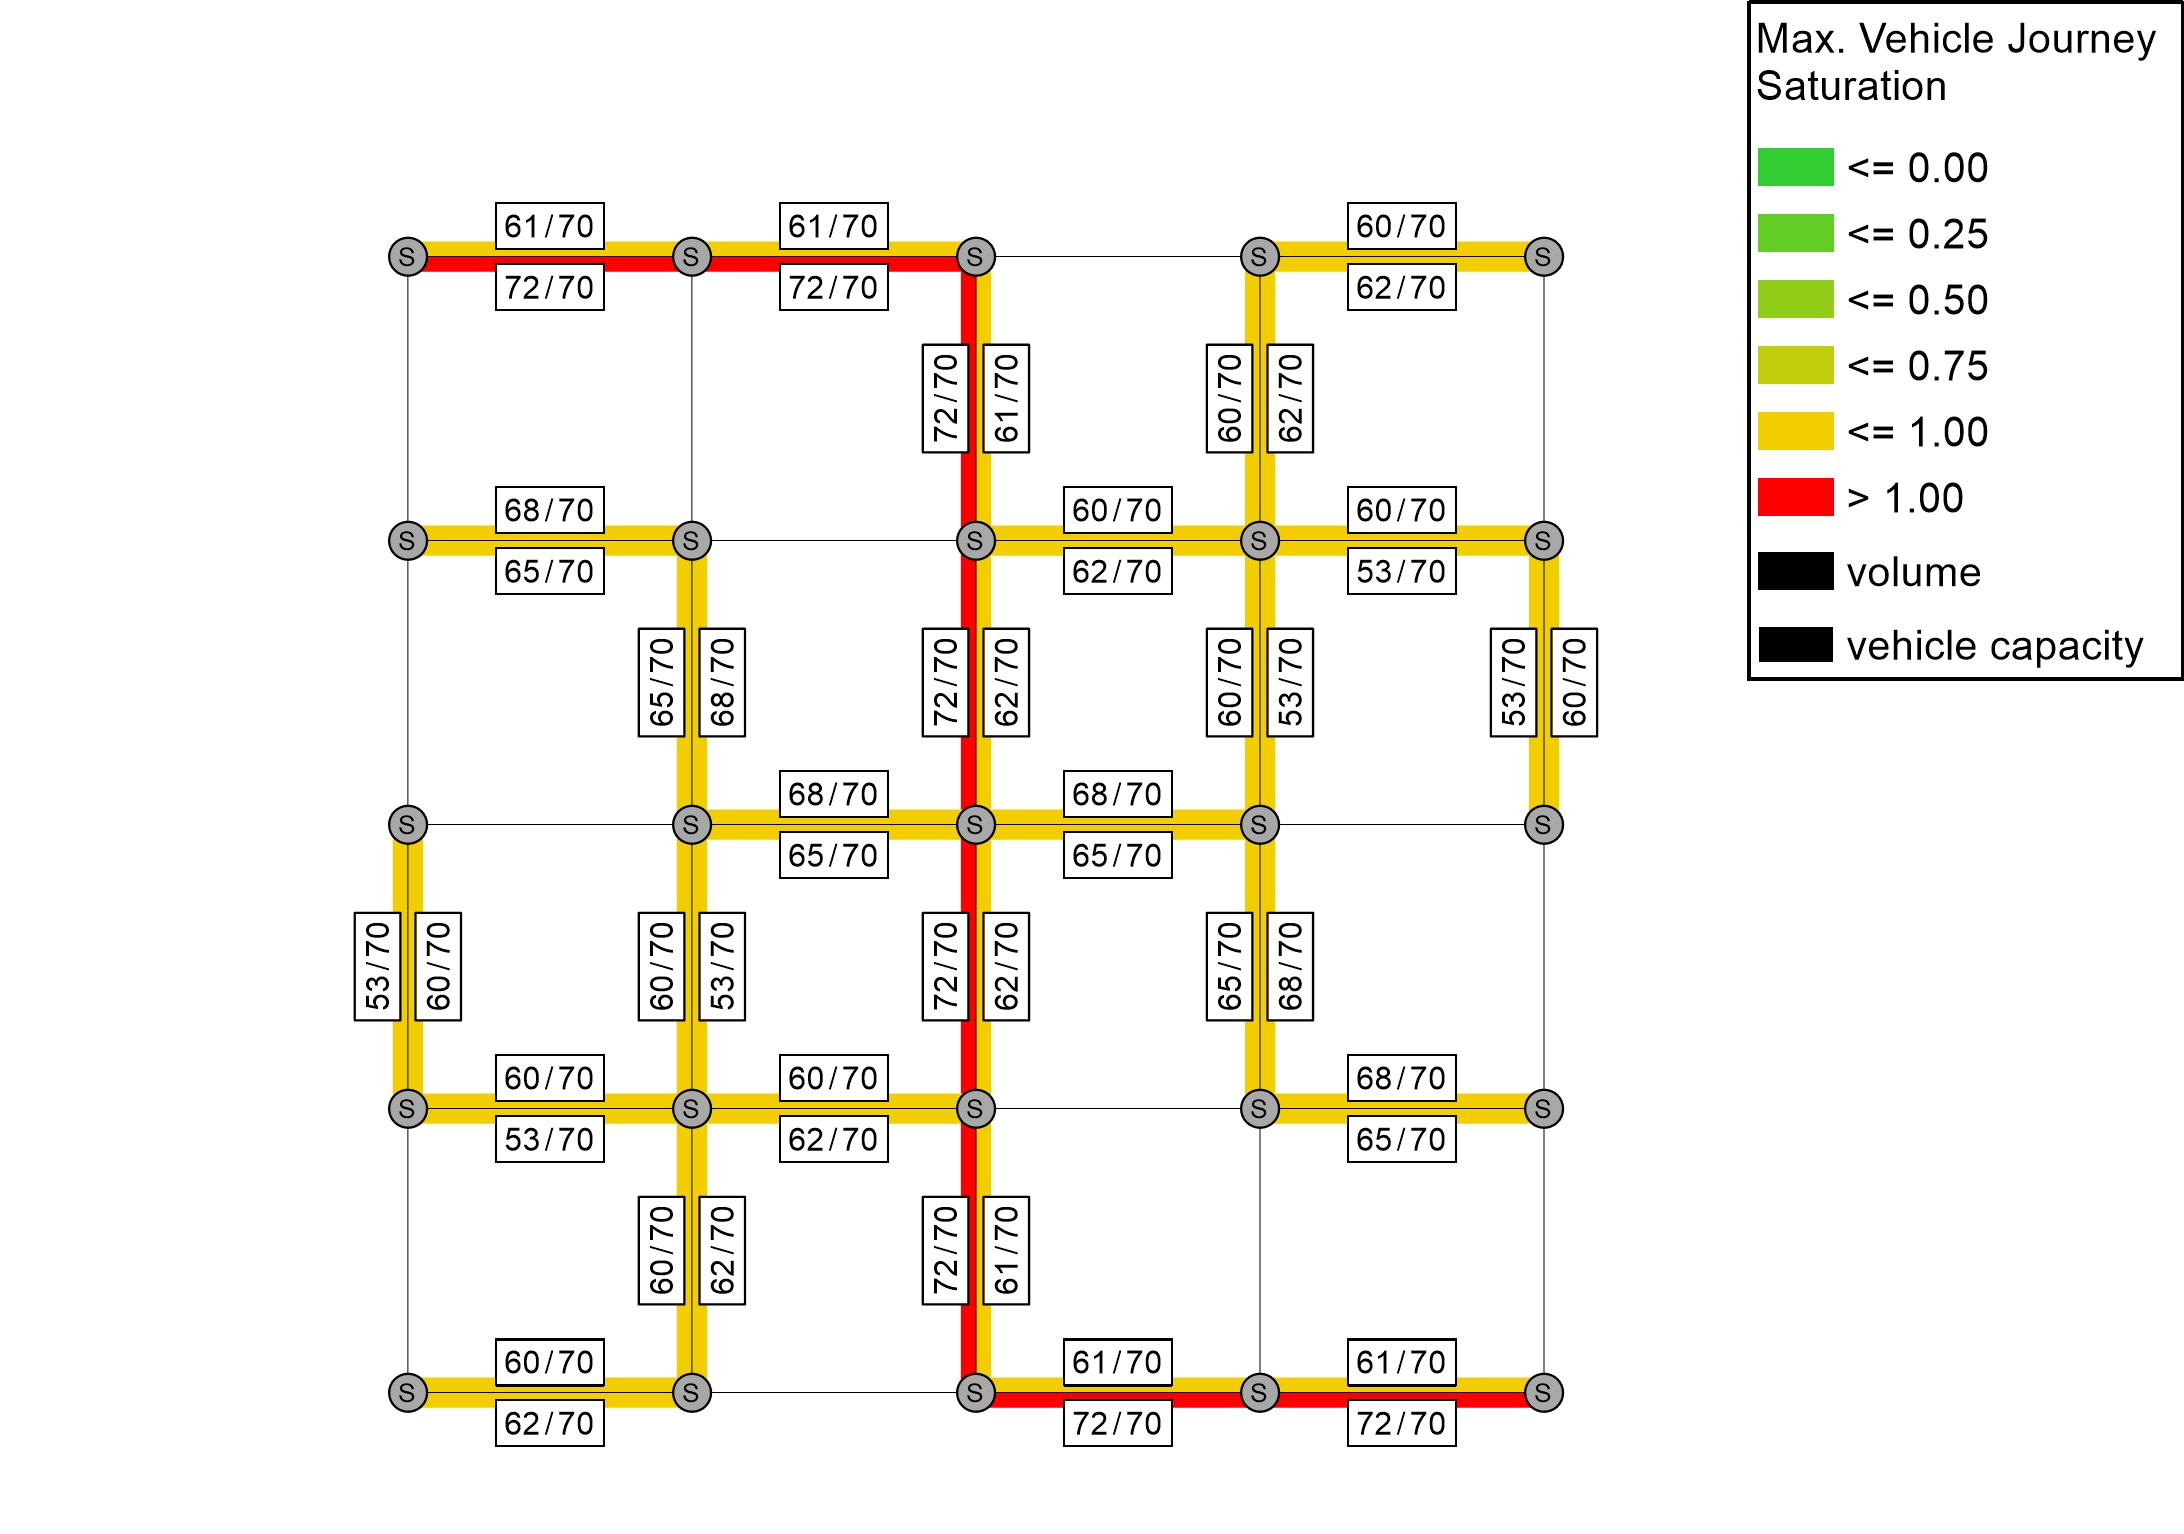 Max. Vehicle Journey
Saturation
<= 0.00
<= 0.25
<= 0.50
<= 0.75
<= 1.00
> 1.00
volume
vehicle capacity
61/70 61/70 60/70
S S S S S
72/70 72/70 62/70
72/70 61/70 60/70 62/70
68/70 60/70 60/70
S S S S S
65/70 62/70 53/70
65/70 68/70 72/70 62/70 60/70 53/70 53/70 60/70
68/70 68/70
S S S S S
65/70 65/70
53/70 60/70 60/70 53/70 72/70 62/70 65/70 68/70
60/70 60/70 68/70
S S S S S
53/70 62/70 65/70
60/70 62/70 72/70 61/70
60/70 61/70 61/70
S S S S S
62/70 72/70 72/70